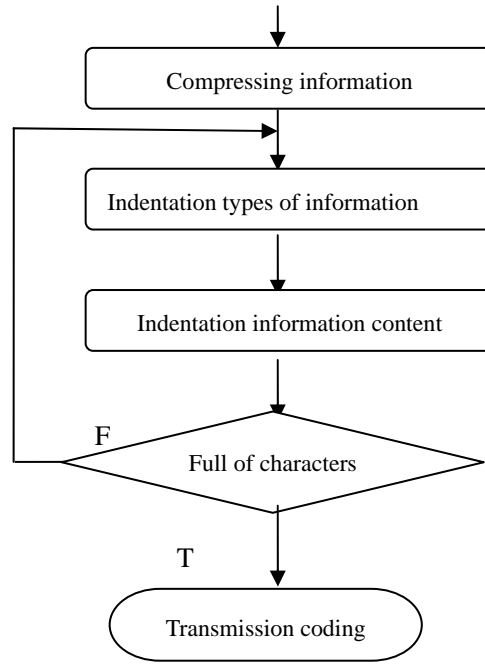 Compressing information
Indentation types of information
Indentation information content
F
Full of characters
T
Transmission coding